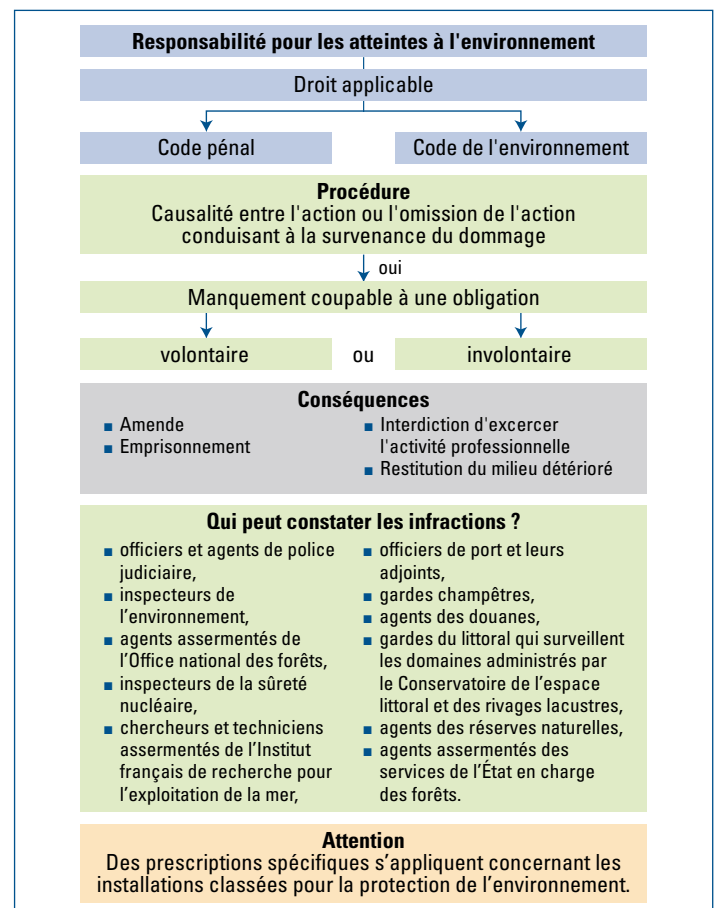 Responsabilité pour les atteintes à l'environnement
Droit applicable
Code pénal
Code de l'environnement
Procédure
Causalité entre l'action ou l'omission de l'action
conduisant à la survenance du dommage
oui
Manquement coupable à une obligation
volontaire
ou
involontaire
Conséquences
■ Amende
■ Emprisonnement
■ Interdiction d'excercer
l'activité professionnelle
■ Restitution du milieu détérioré
Qui peut constater les infractions ?
■ officiers et agents de police
judiciaire,
■ inspecteurs de
l’environnement,
■ agents assermentés de
l’Office national des forêts,
■ inspecteurs de la sûreté
nucléaire,
■ chercheurs et techniciens
assermentés de l’Institut
français de recherche pour
l’exploitation de la mer,
■ officiers de port et leurs
adjoints,
■ gardes champêtres,
■ agents des douanes,
■ gardes du littoral qui surveillent
les domaines administrés par
le Conservatoire de l’espace
littoral et des rivages lacustres,
■ agents des réserves naturelles,
■ agents assermentés des
services de l’État en charge
des forêts.
Attention
Des prescriptions spécifiques s’appliquent concernant les
installations classées pour la protection de l’environnement.